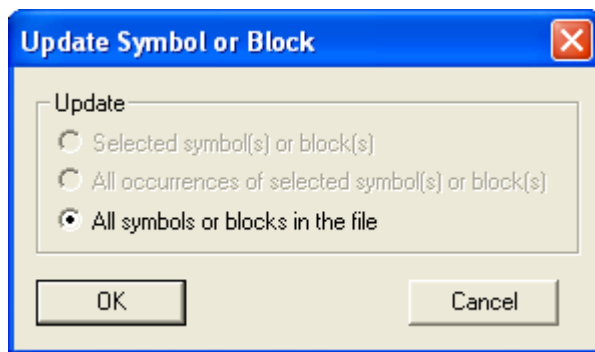 Update Symbol or Block
Update
Selected symbol(s) or block(s)
All occurrences of selected symbol(s) or block(s)
All symbols or blocks in the file
OK
Cancel